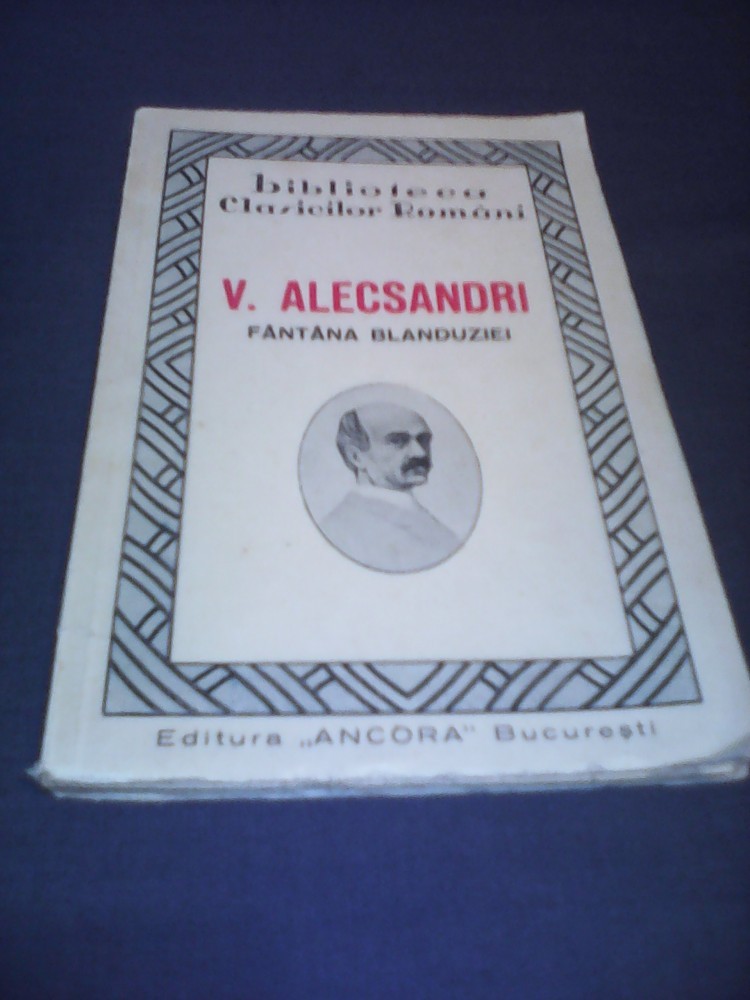 biblioteca
Clasicilor Români
V. ALECSANDRI
FÂNTÂNA BLANDUZIEI
Editura „ANCORA” București